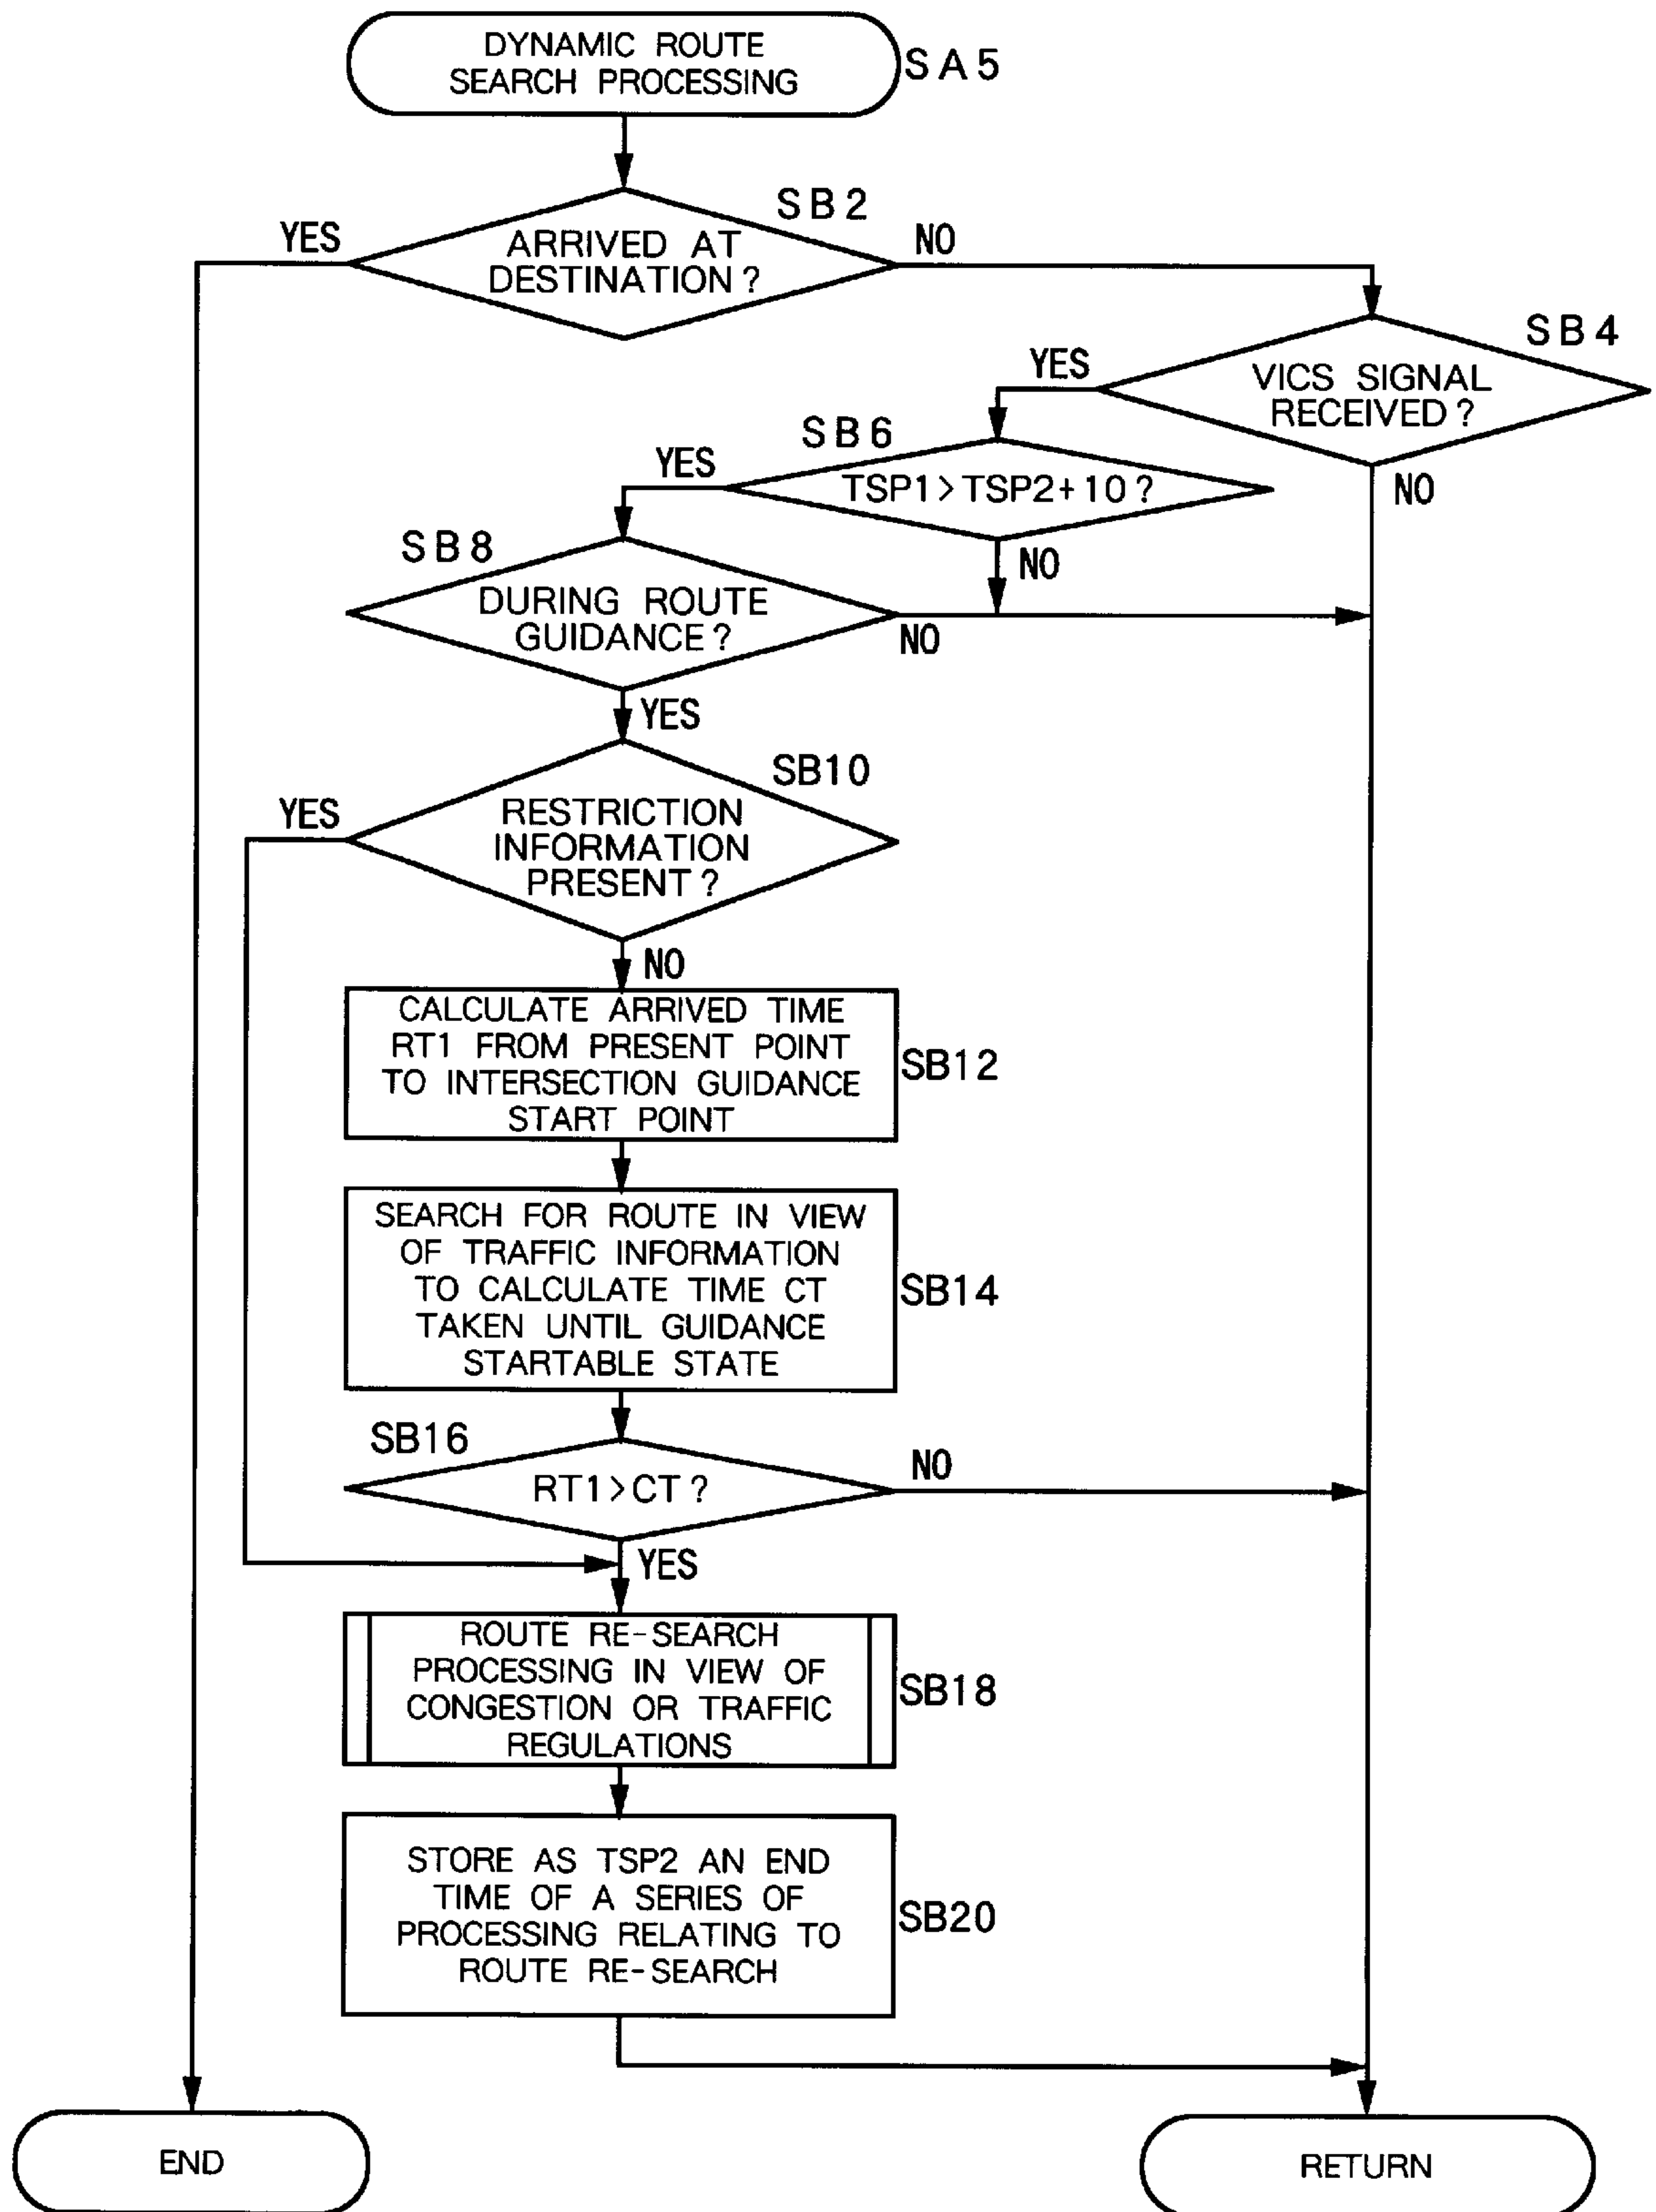 DYNAMIC ROUTE
SEARCH PROCESSING
SA5
SB2
YES
ARRIVED AT
DESTINATION?
NO
SB4
YES
VICS SIGNAL
RECEIVED?
NO
SB6
YES
TSP1>TSP2+10?
NO
SB8
DURING ROUTE
GUIDANCE?
NO
YES
SB10
YES
RESTRICTION
INFORMATION
PRESENT?
NO
CALCULATE ARRIVED TIME
RT1 FROM PRESENT POINT
TO INTERSECTION GUIDANCE
START POINT
SB12
SEARCH FOR ROUTE IN VIEW
OF TRAFFIC INFORMATION
TO CALCULATE TIME CT
TAKEN UNTIL GUIDANCE
STARTABLE STATE
SB14
SB16
RT1>CT?
NO
YES
ROUTE RE-SEARCH
PROCESSING IN VIEW OF
CONGESTION OR TRAFFIC
REGULATIONS
SB18
STORE AS TSP2 AN END
TIME OF A SERIES OF
PROCESSING RELATING TO
ROUTE RE-SEARCH
SB20
END
RETURN